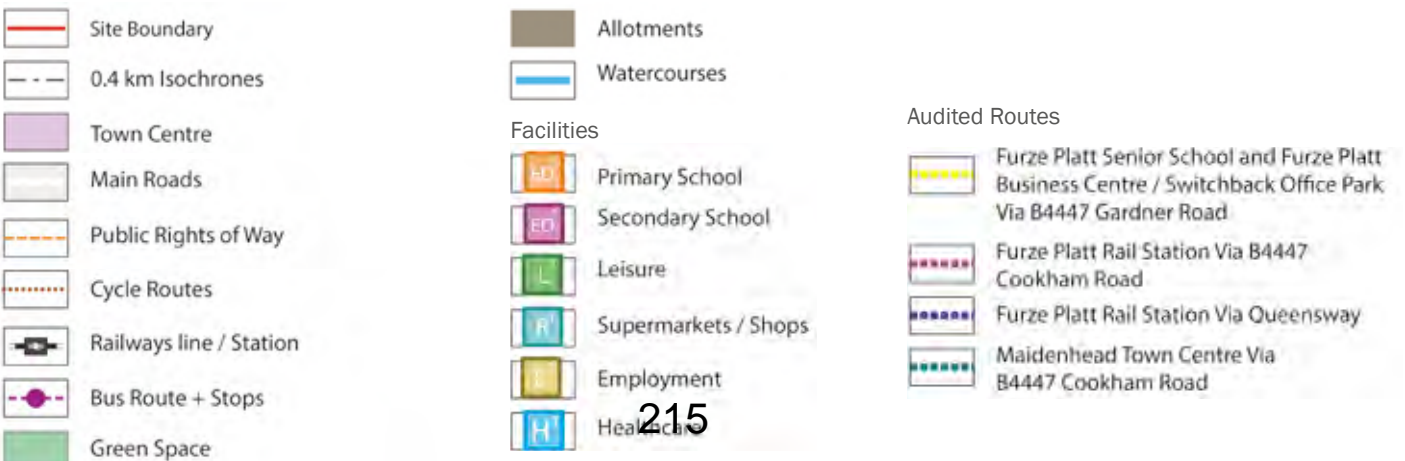 Site Boundary
0.4 km Isochrones
Town Centre
Main Roads
Public Rights of Way
Cycle Routes
Railways line / Station
Bus Route + Stops
Green Space
Allotments
Watercourses
Facilities
ED Primary School
ED Secondary School
L Leisure
R Supermarkets / Shops
E Employment
H Healthcare
215
Audited Routes
Furze Platt Senior School and Furze Platt
Business Centre / Switchback Office Park
Via B4447 Gardner Road
Furze Platt Rail Station Via B4447
Cookham Road
Furze Platt Rail Station Via Queensway
Maidenhead Town Centre Via
B4447 Cookham Road